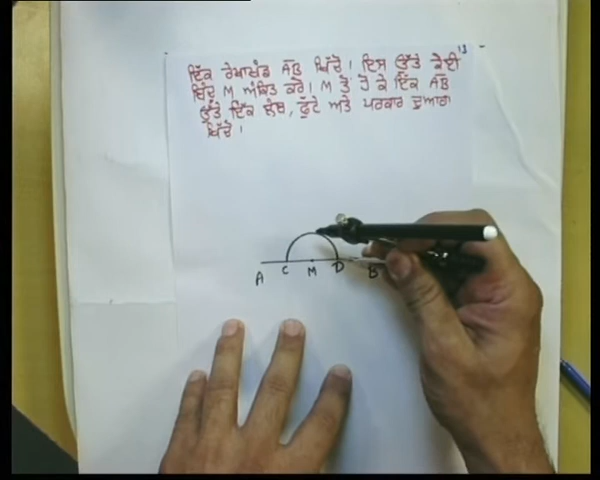 ਇੱਕ ਰੇਖਾਖੰਡ AB ਖਿੱਚੋ। ਇਸ ਉੱਤੇ ਕੋਈ
ਬਿੰਦੂ M ਅੰਕਿਤ ਕਰੋ। M ਤੋਂ ਹੋ ਕੇ ਇੱਕ AB
ਉੱਤੇ ਇੱਕ ਲੰਬ, ਫੁੱਟੇ ਅਤੇ ਪਰਕਾਰ ਦੁਆਰਾ
ਖਿੱਚੋ।
A C M D B